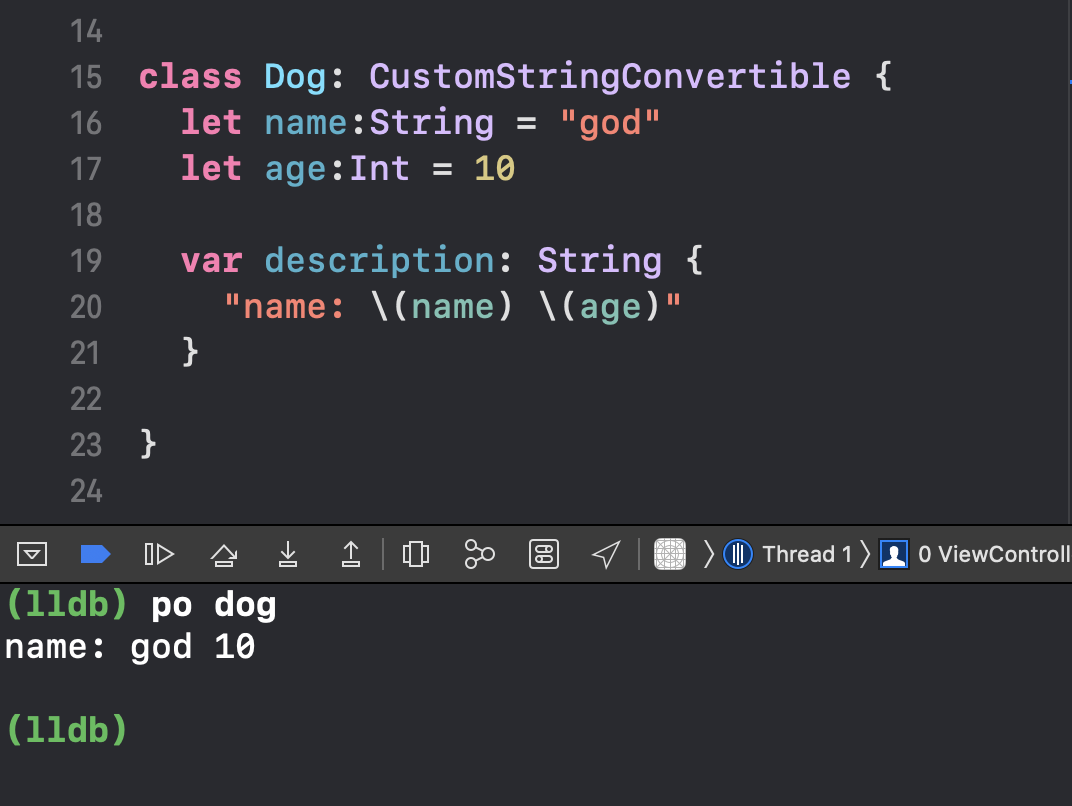 14
15 class Dog: CustomStringConvertible {
16 let name:String = "god"
17 let age:Int = 10
18
19 var description: String {
20 "name: \(name) \(age)"
21 }
22
23 }
24
Thread 1 0 ViewControll
(lldb) po dog
name: god 10
(lldb)